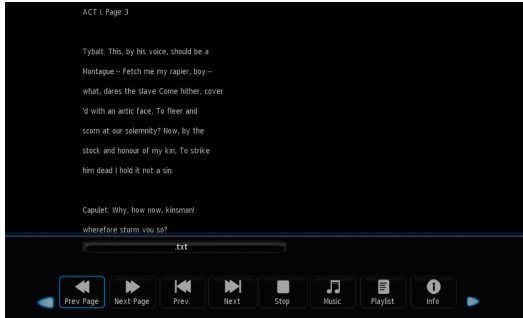 ACT I. Page 3
Tybalt. This, by his voice, should be a
Montague.-- Fetch me my rapier, boy:--
what, dares the slave Come hither, cover
'd with an antic face, To fleer and
scorn at our solemnity? Now, by the
stock and honour of my kin, To strike
him dead I hold it not a sin.
Capulet. Why, how now, kinsman!
wherefore storm you so?
.txt
Prev Page Next Page Prev. Next Stop Music Playlist Info